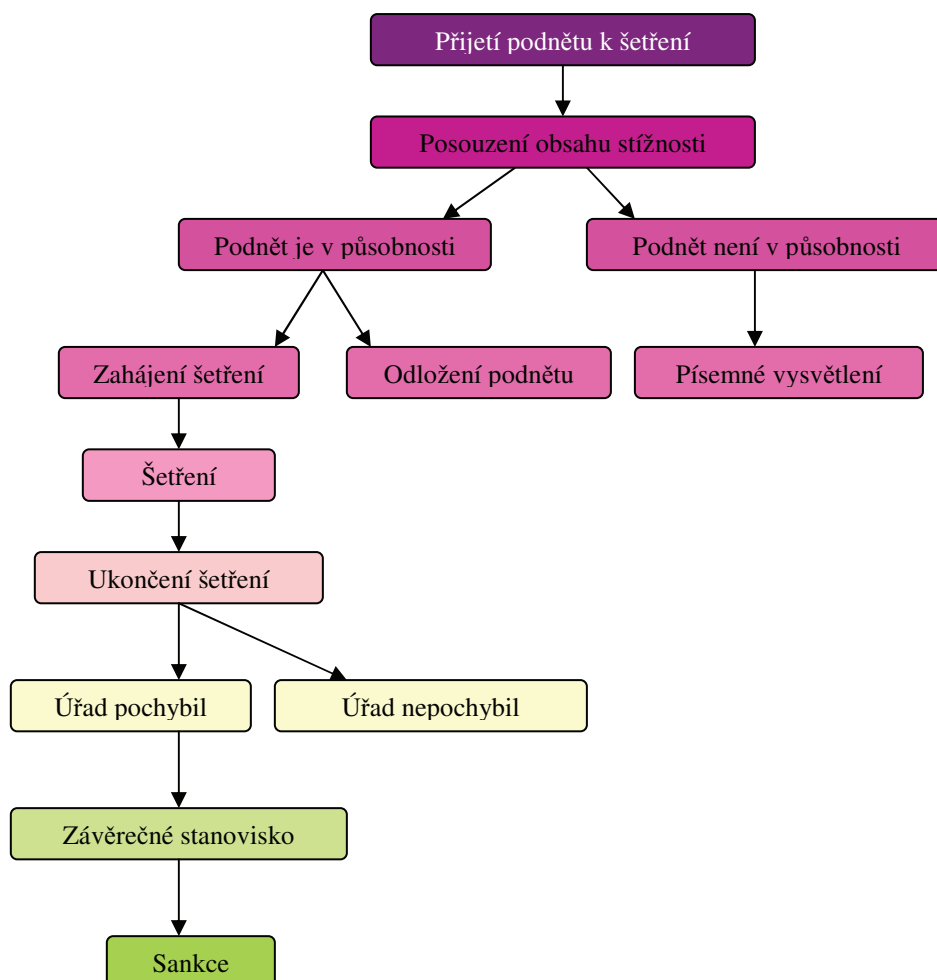 Přijetí podnětu k šetření
Posouzení obsahu stížnosti
Podnět je v působnosti
Podnět není v působnosti
Zahájení šetření
Odložení podnětu
Písemné vysvětlení
Šetření
Ukončení šetření
Úřad pochybil
Úřad nepochybil
Závěrečné stanovisko
Sankce